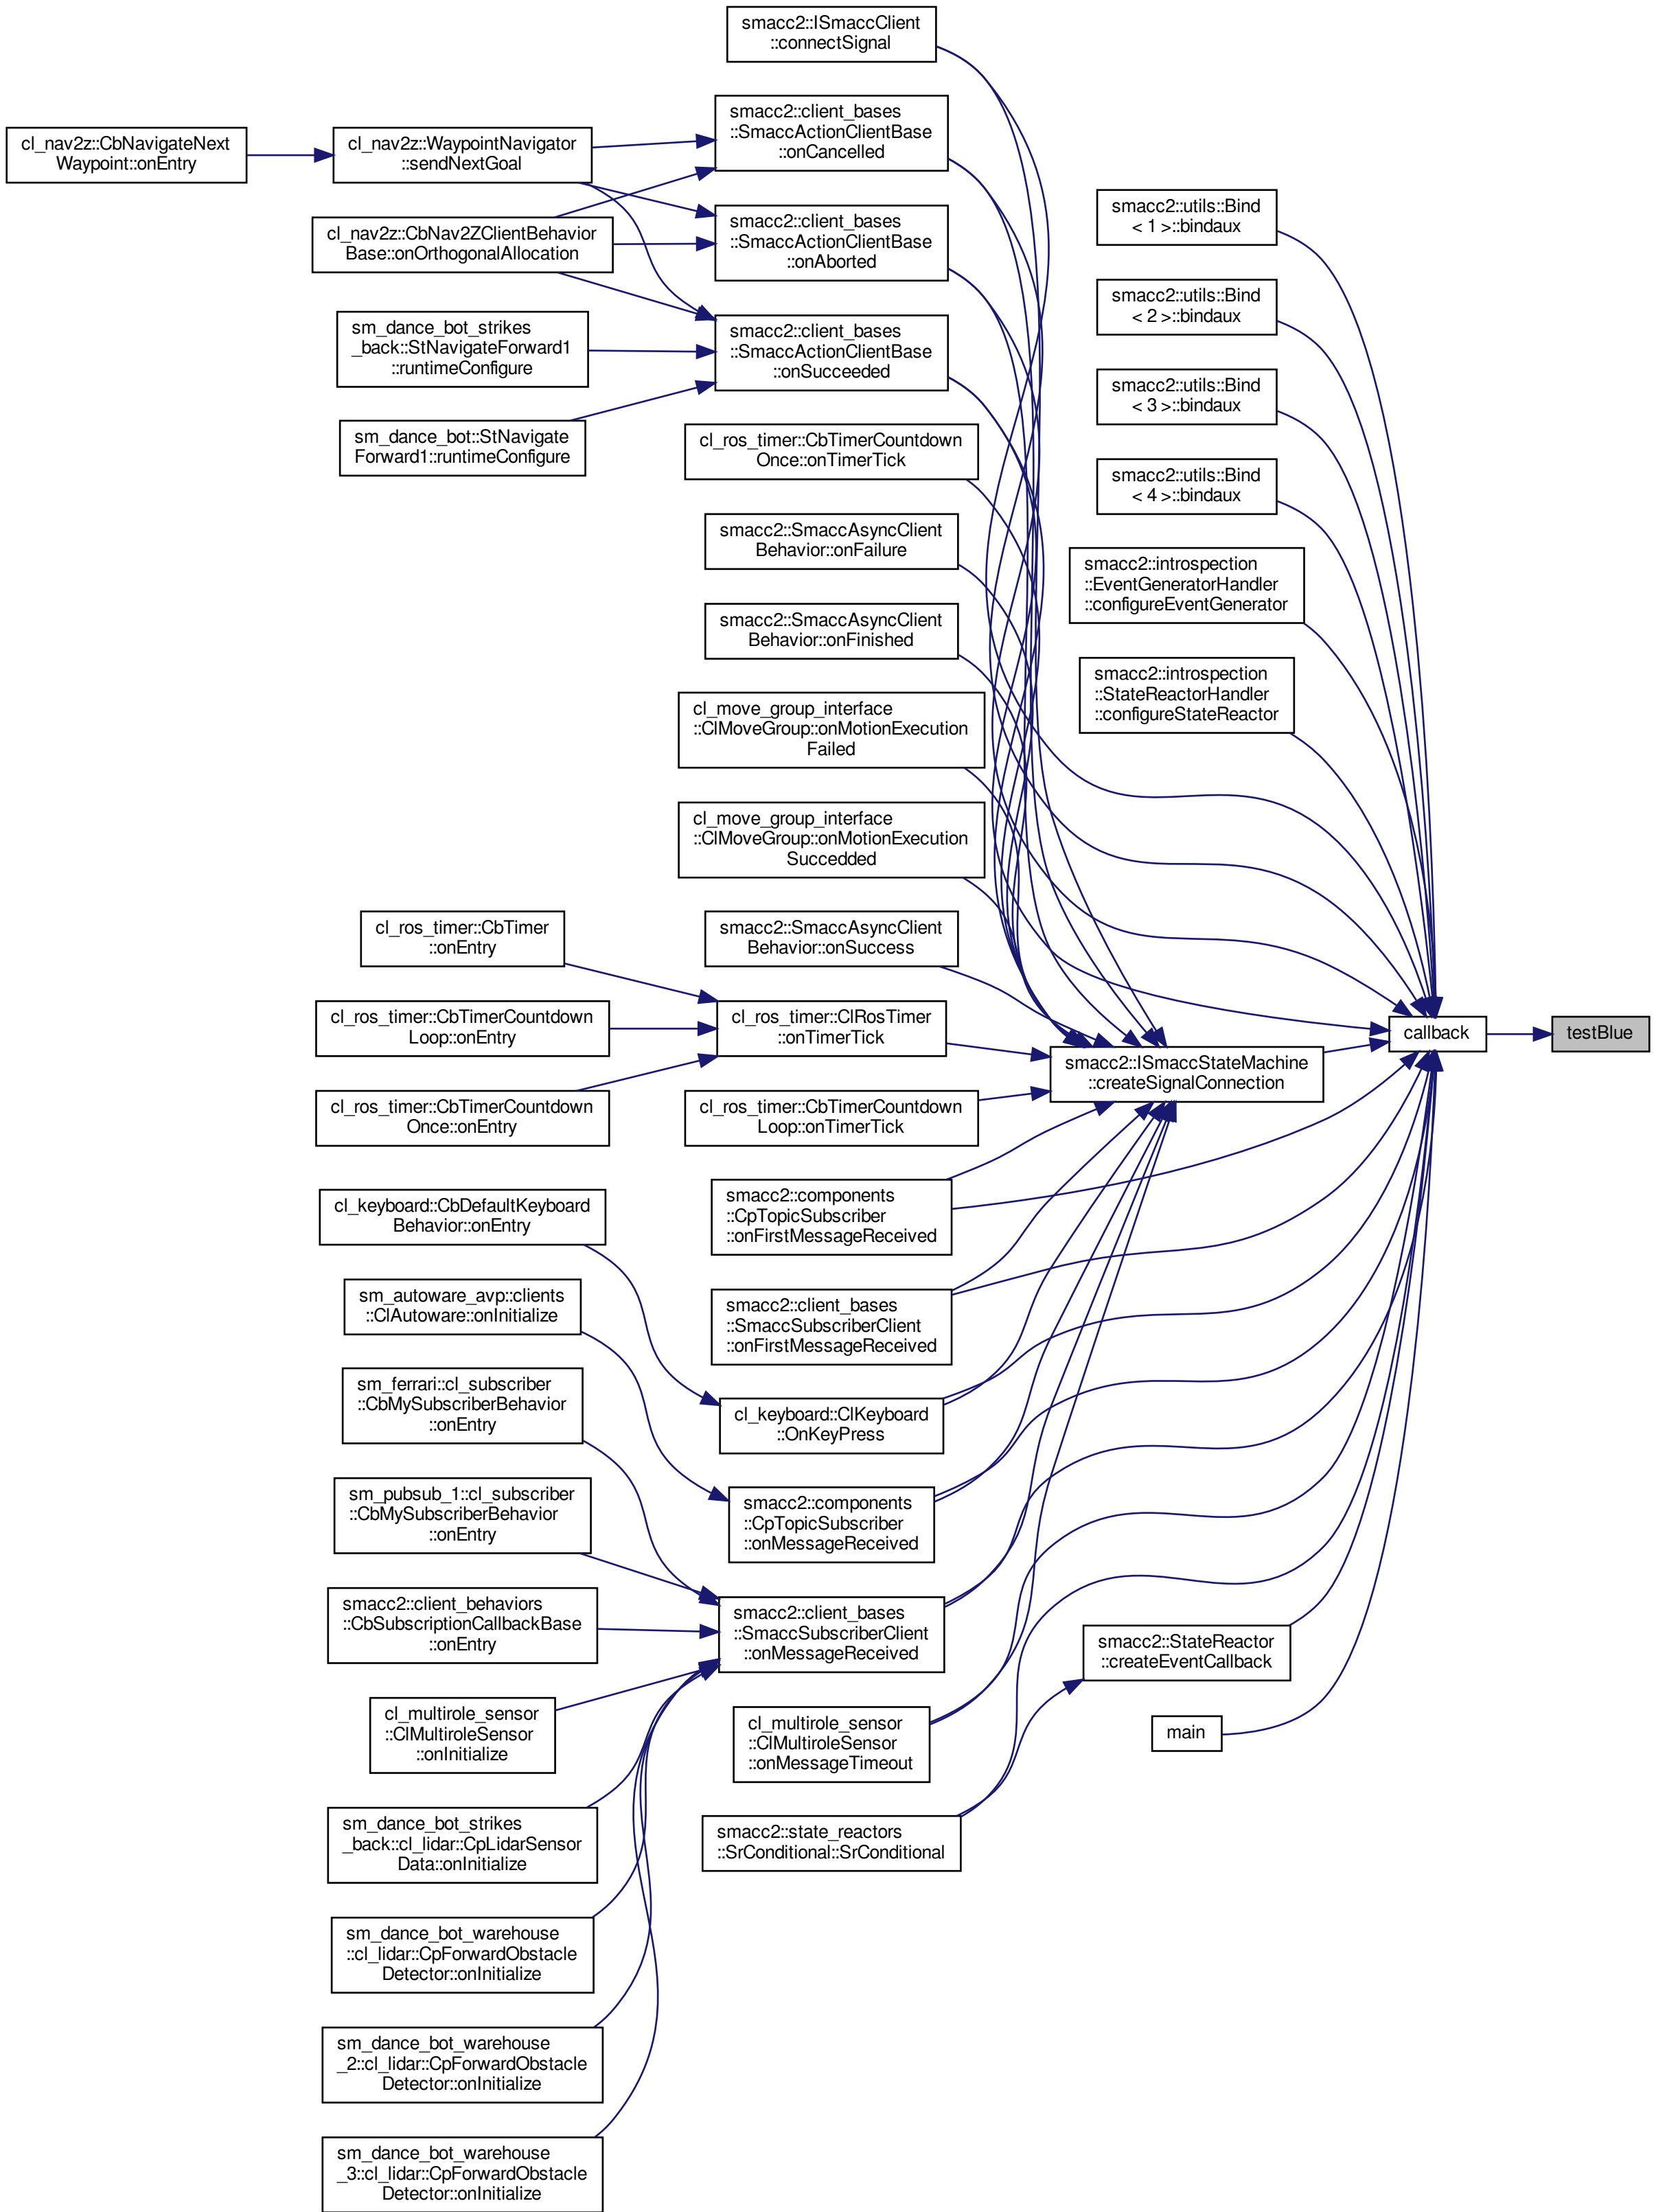 smacc2::ISmaccClient
::connectSignal
smacc2::client_bases
::SmaccActionClientBase
::onCancelled
cl_nav2z::CbNavigateNext
Waypoint::onEntry
cl_nav2z::WaypointNavigator
::sendNextGoal
smacc2::utils::Bind
< 1 >::bindaux
smacc2::client_bases
::SmaccActionClientBase
::onAborted
cl_nav2z::CbNav2ZClientBehavior
Base::onOrthogonalAllocation
smacc2::utils::Bind
< 2 >::bindaux
sm_dance_bot_strikes
_back::StNavigateForward1
::runtimeConfigure
smacc2::client_bases
::SmaccActionClientBase
::onSucceeded
smacc2::utils::Bind
< 3 >::bindaux
sm_dance_bot::StNavigate
Forward1::runtimeConfigure
cl_ros_timer::CbTimerCountdown
Once::onTimerTick
smacc2::utils::Bind
< 4 >::bindaux
smacc2::SmaccAsyncClient
Behavior::onFailure
smacc2::introspection
::EventGeneratorHandler
::configureEventGenerator
smacc2::SmaccAsyncClient
Behavior::onFinished
smacc2::introspection
::StateReactorHandler
::configureStateReactor
cl_move_group_interface
::ClMoveGroup::onMotionExecution
Failed
cl_move_group_interface
::ClMoveGroup::onMotionExecution
Succedded
cl_ros_timer::CbTimer
::onEntry
smacc2::SmaccAsyncClient
Behavior::onSuccess
cl_ros_timer::CbTimerCountdown
Loop::onEntry
cl_ros_timer::ClRosTimer
::onTimerTick
callback
testBlue
smacc2::ISmaccStateMachine
::createSignalConnection
cl_ros_timer::CbTimerCountdown
Once::onEntry
cl_ros_timer::CbTimerCountdown
Loop::onTimerTick
cl_keyboard::CbDefaultKeyboard
Behavior::onEntry
smacc2::components
::CpTopicSubscriber
::onFirstMessageReceived
sm_autoware_avp::clients
::ClAutoware::onInitialize
smacc2::client_bases
::SmaccSubscriberClient
::onFirstMessageReceived
sm_ferrari::cl_subscriber
::CbMySubscriberBehavior
::onEntry
cl_keyboard::ClKeyboard
::OnKeyPress
sm_pubsub_1::cl_subscriber
::CbMySubscriberBehavior
::onEntry
smacc2::components
::CpTopicSubscriber
::onMessageReceived
smacc2::client_behaviors
::CbSubscriptionCallbackBase
::onEntry
smacc2::client_bases
::SmaccSubscriberClient
::onMessageReceived
smacc2::StateReactor
::createEventCallback
cl_multirole_sensor
::ClMultiroleSensor
::onInitialize
cl_multirole_sensor
::ClMultiroleSensor
::onMessageTimeout
main
sm_dance_bot_strikes
_back::cl_lidar::CpLidarSensor
Data::onInitialize
smacc2::state_reactors
::SrConditional::SrConditional
sm_dance_bot_warehouse
::cl_lidar::CpForwardObstacle
Detector::onInitialize
sm_dance_bot_warehouse
_2::cl_lidar::CpForwardObstacle
Detector::onInitialize
sm_dance_bot_warehouse
_3::cl_lidar::CpForwardObstacle
Detector::onInitialize